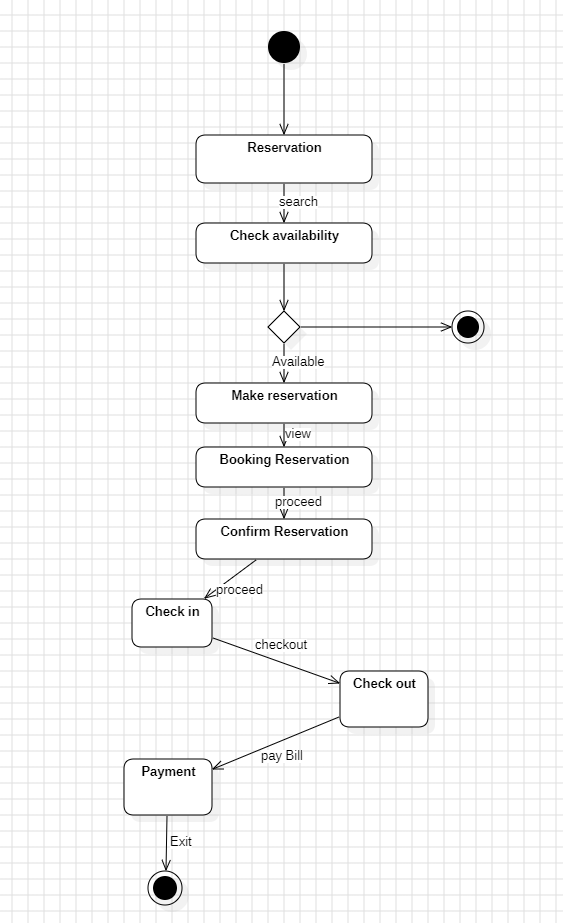 Reservation
search
Check availability
Available
Make reservation
view
Booking Reservation
proceed
Confirm Reservation
proceed
Check in
checkout
Check out
pay Bill
Payment
Exit